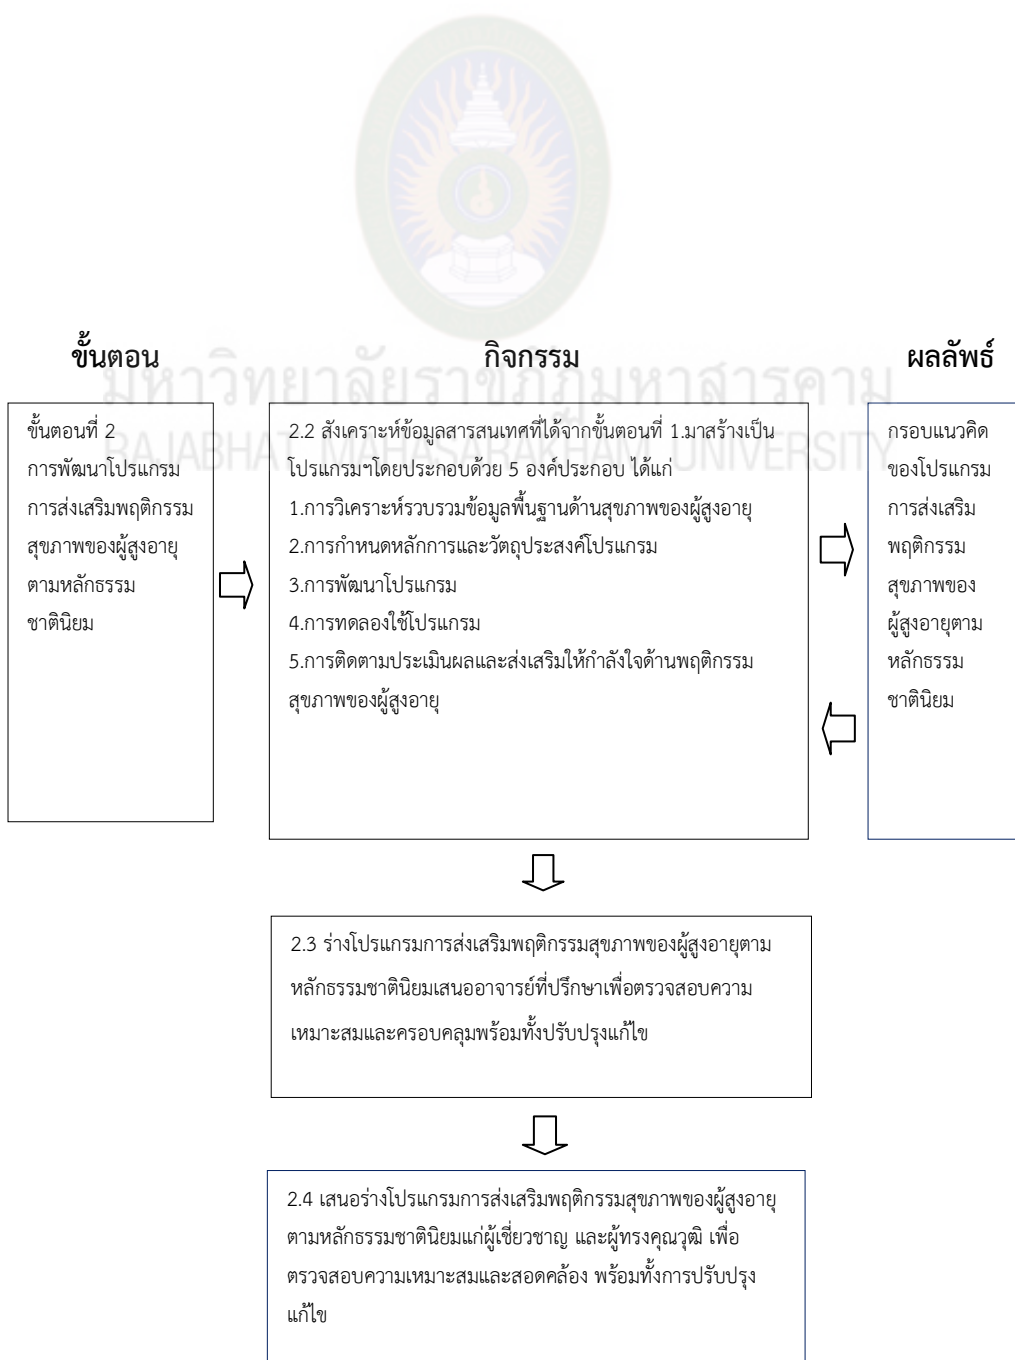 ขั้นตอน
กิจกรรม
ผลลัพธ์
มหาวิทยาลัยราชภัฏมหาสารคาม
RAJABHAT MAHASARAKHAM UNIVERSITY
ขั้นตอนที่ 2
การพัฒนาโปรแกรม
การส่งเสริมพฤติกรรม
สุขภาพของผู้สูงอายุ
ตามหลักธรรม
ชาตินิยม
2.2 สังเคราะห์ข้อมูลสารสนเทศที่ได้จากขั้นตอนที่ 1.มาสร้างเป็น
โปรแกรมฯโดยประกอบด้วย 5 องค์ประกอบ ได้แก่
1.การวิเคราะห์รวบรวมข้อมูลพื้นฐานด้านสุขภาพของผู้สูงอายุ
2.การกำหนดหลักการและวัตถุประสงค์โปรแกรม
3.การพัฒนาโปรแกรม
4.การทดลองใช้โปรแกรม
5.การติดตามประเมินผลและส่งเสริมให้กำลังใจด้านพฤติกรรม
สุขภาพของผู้สูงอายุ
กรอบแนวคิด
ของโปรแกรม
การส่งเสริม
พฤติกรรม
สุขภาพของ
ผู้สูงอายุตาม
หลักธรรม
ชาตินิยม
2.3 ร่างโปรแกรมการส่งเสริมพฤติกรรมสุขภาพของผู้สูงอายุตาม
หลักธรรมชาตินิยมเสนออาจารย์ที่ปรึกษาเพื่อตรวจสอบความ
เหมาะสมและครอบคลุมพร้อมทั้งปรับปรุงแก้ไข
2.4 เสนอร่างโปรแกรมการส่งเสริมพฤติกรรมสุขภาพของผู้สูงอายุ
ตามหลักธรรมชาตินิยมแก่ผู้เชี่ยวชาญ และผู้ทรงคุณวุฒิ เพื่อ
ตรวจสอบความเหมาะสมและสอดคล้อง พร้อมทั้งการปรับปรุง
แก้ไข